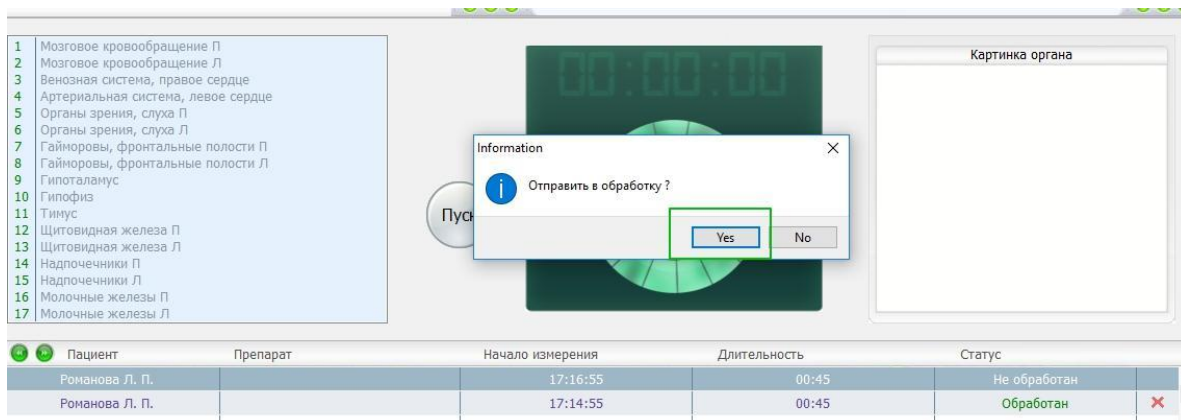 1 Мозговое кровообращение П
2 Мозговое кровообращение Л
3 Венозная система, правое сердце
4 Артериальная система, левое сердце
5 Органы зрения, слуха П
6 Органы зрения, слуха Л
7 Гайморовы, фронтальные полости П
8 Гайморовы, фронтальные полости Л
9 Гипоталамус
10 Гипофиз
11 Тимус
12 Щитовидная железа П
13 Щитовидная железа Л
14 Надпочечники П
15 Надпочечники Л
16 Молочные железы П
17 Молочные железы Л
00:00:00
Information
Отправить в обработку ?
Yes No
Картинка органа
Пациент Препарат Начало измерения Длительность Статус
Романова Л. П. 17:16:55 00:45 Не обработан
Романова Л. П. 17:14:55 00:45 Обработан